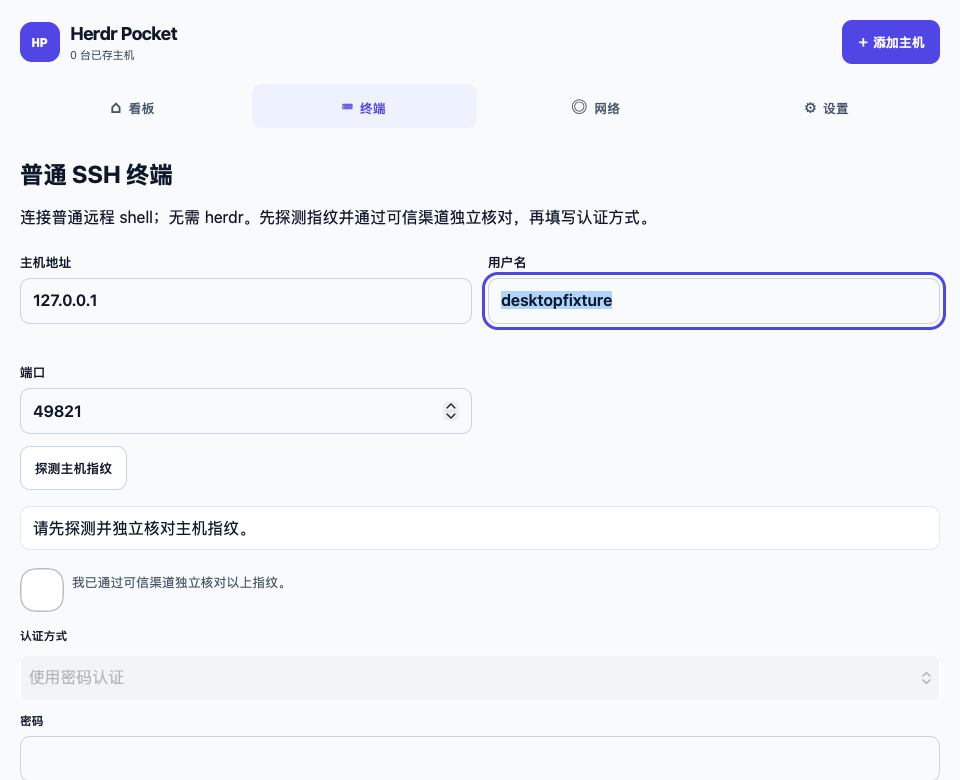 HP
Herdr Pocket
0 台已存主机
+ 添加主机
看板
终端
网络
设置
普通 SSH 终端
连接普通远程 shell；无需 herdr。先探测指纹并通过可信渠道独立核对，再填写认证方式。
主机地址
用户名
127.0.0.1
desktopfixture
端口
49821
探测主机指纹
请先探测并独立核对主机指纹。
我已通过可信渠道独立核对以上指纹。
认证方式
使用密码认证
密码